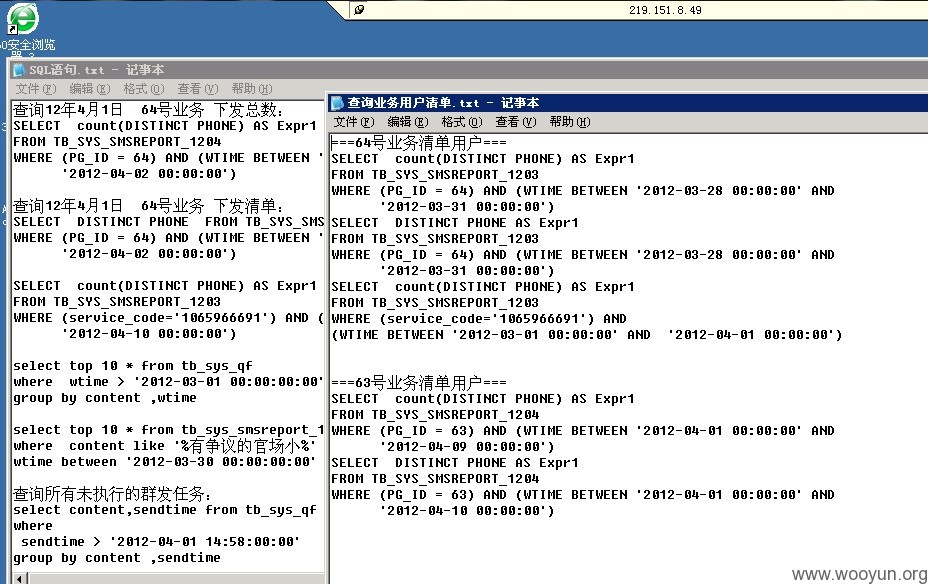 219.151.8.49
安全浏览
SQL语句.txt - 记事本
文件(F) 编辑(E) 格式(O) 查看(V) 帮助(H)
查询12年4月1日 64号业务 下发总数：
SELECT count(DISTINCT PHONE) AS Expr1
FROM TB_SYS_SMSREPORT_1204
WHERE (PG_ID = 64) AND (WTIME BETWEEN '
'2012-04-02 00:00:00')
查询12年4月1日 64号业务 下发清单：
SELECT DISTINCT PHONE FROM TB_SYS_SMS
WHERE (PG_ID = 64) AND (WTIME BETWEEN '
'2012-04-02 00:00:00')
SELECT count(DISTINCT PHONE) AS Expr1
FROM TB_SYS_SMSREPORT_1203
WHERE (service_code='1065966691') AND (
'2012-04-10 00:00:00')
select top 10 * from tb_sys_qf
where wtime > '2012-03-01 00:00:00:00'
group by content ,wtime
select top 10 * from tb_sys_smsreport_1
where content like '%有争议的官场小%'
wtime between '2012-03-30 00:00:00:00'
查询所有未执行的群发任务：
select content,sendtime from tb_sys_qf
where
sendtime > '2012-04-01 14:58:00:00'
group by content ,sendtime
查询业务用户清单.txt - 记事本
文件(F) 编辑(E) 格式(O) 查看(V) 帮助(H)
===64号业务清单用户===
SELECT count(DISTINCT PHONE) AS Expr1
FROM TB_SYS_SMSREPORT_1203
WHERE (PG_ID = 64) AND (WTIME BETWEEN '2012-03-28 00:00:00' AND
'2012-03-31 00:00:00')
SELECT DISTINCT PHONE AS Expr1
FROM TB_SYS_SMSREPORT_1203
WHERE (PG_ID = 64) AND (WTIME BETWEEN '2012-03-28 00:00:00' AND
'2012-03-31 00:00:00')
SELECT count(DISTINCT PHONE) AS Expr1
FROM TB_SYS_SMSREPORT_1203
WHERE (service_code='1065966691') AND
(WTIME BETWEEN '2012-03-01 00:00:00' AND '2012-04-01 00:00:00')
===63号业务清单用户===
SELECT count(DISTINCT PHONE) AS Expr1
FROM TB_SYS_SMSREPORT_1204
WHERE (PG_ID = 63) AND (WTIME BETWEEN '2012-04-01 00:00:00' AND
'2012-04-09 00:00:00')
SELECT DISTINCT PHONE AS Expr1
FROM TB_SYS_SMSREPORT_1204
WHERE (PG_ID = 63) AND (WTIME BETWEEN '2012-04-01 00:00:00' AND
'2012-04-10 00:00:00')
www.wooyun.org